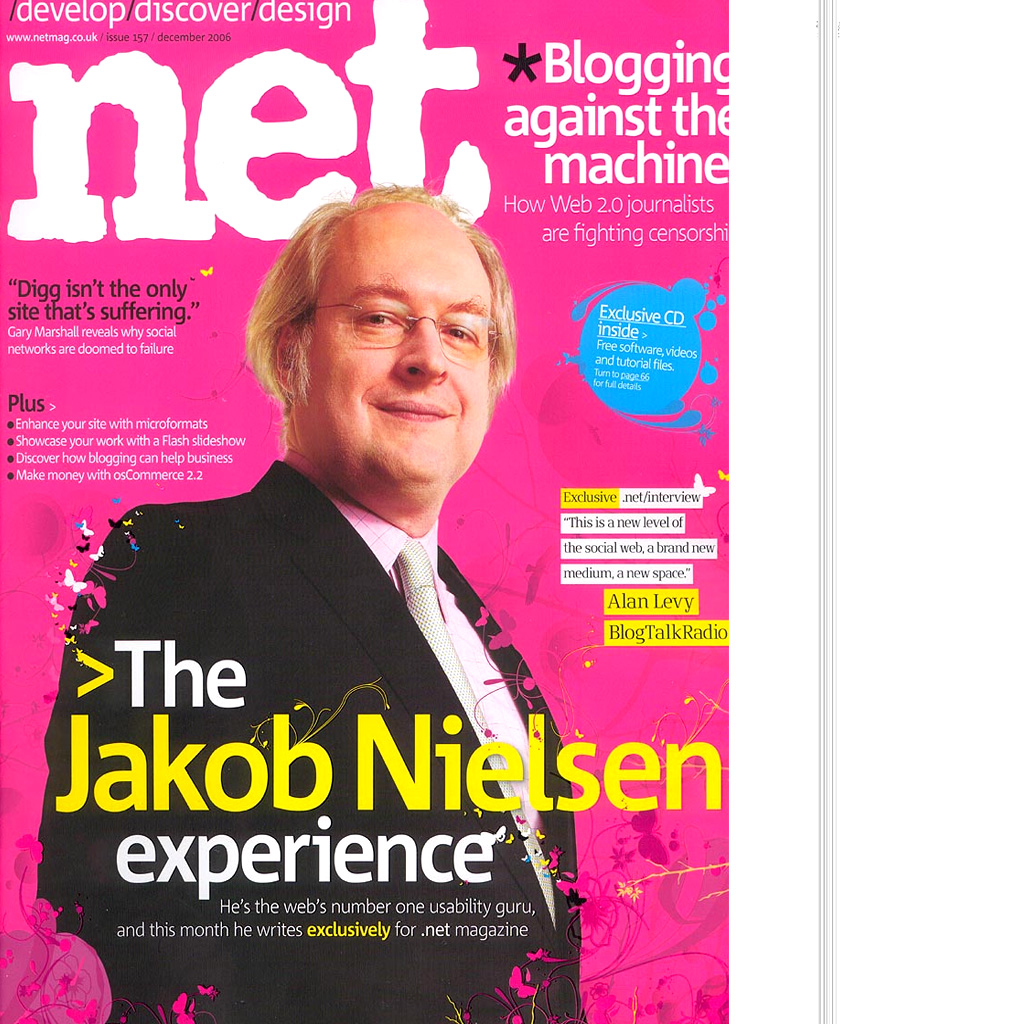 /develop/discover/design
www.netmag.co.uk / issue 157 / december 2006
net
*Blogging
against the
machine
How Web 2.0 journalists
are fighting censorshi
“Digg isn’t the only
site that’s suffering.”
Gary Marshall reveals why social
networks are doomed to failure
Exclusive CD
inside >
Free software, videos
and tutorial files.
Turn to page 66
for full details
Plus >
● Enhance your site with microformats
● Showcase your work with a Flash slideshow
● Discover how blogging can help business
● Make money with osCommerce 2.2
Exclusive .net/interview
“This is a new level of
the social web, a brand new
medium, a new space.”
Alan Levy
BlogTalkRadio
>The
Jakob Nielsen
experience
He’s the web’s number one usability guru,
and this month he writes exclusively for .net magazine